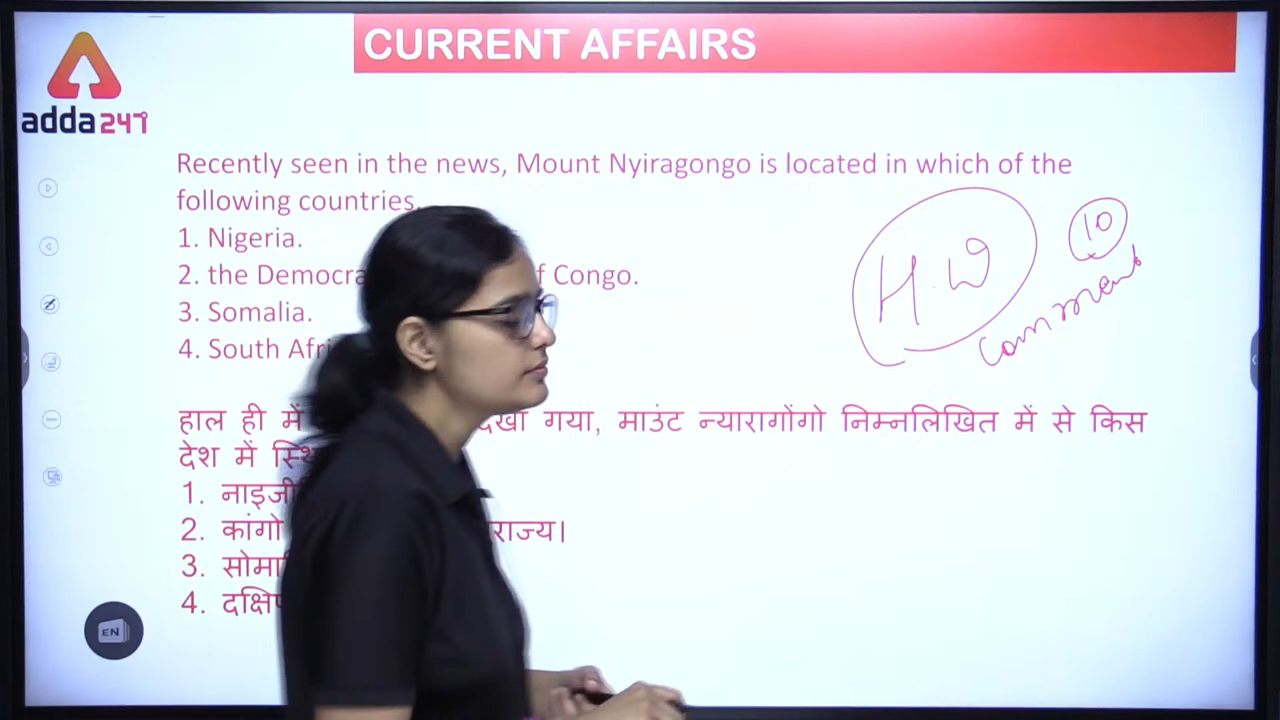 CURRENT AFFAIRS
adda247
Recently seen in the news, Mount Nyiragongo is located in which of the
following countries.
1. Nigeria.
2. the Democra f Congo.
3. Somalia.
4. South Afri
H.W
10
comment
हाल ही में गया, माउंट न्यारागोंगो निम्नलिखित में से किस
देश में
1. नाइजी
2. कांगो राज्य।
3. सोमा
4. दक्षि
EN